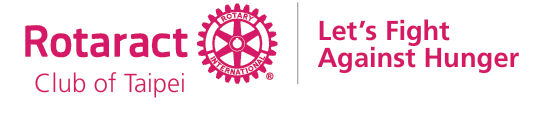 Rotaract
Club of Taipei
ROTARY
INTERNATIONAL
®
Let's Fight
Against Hunger